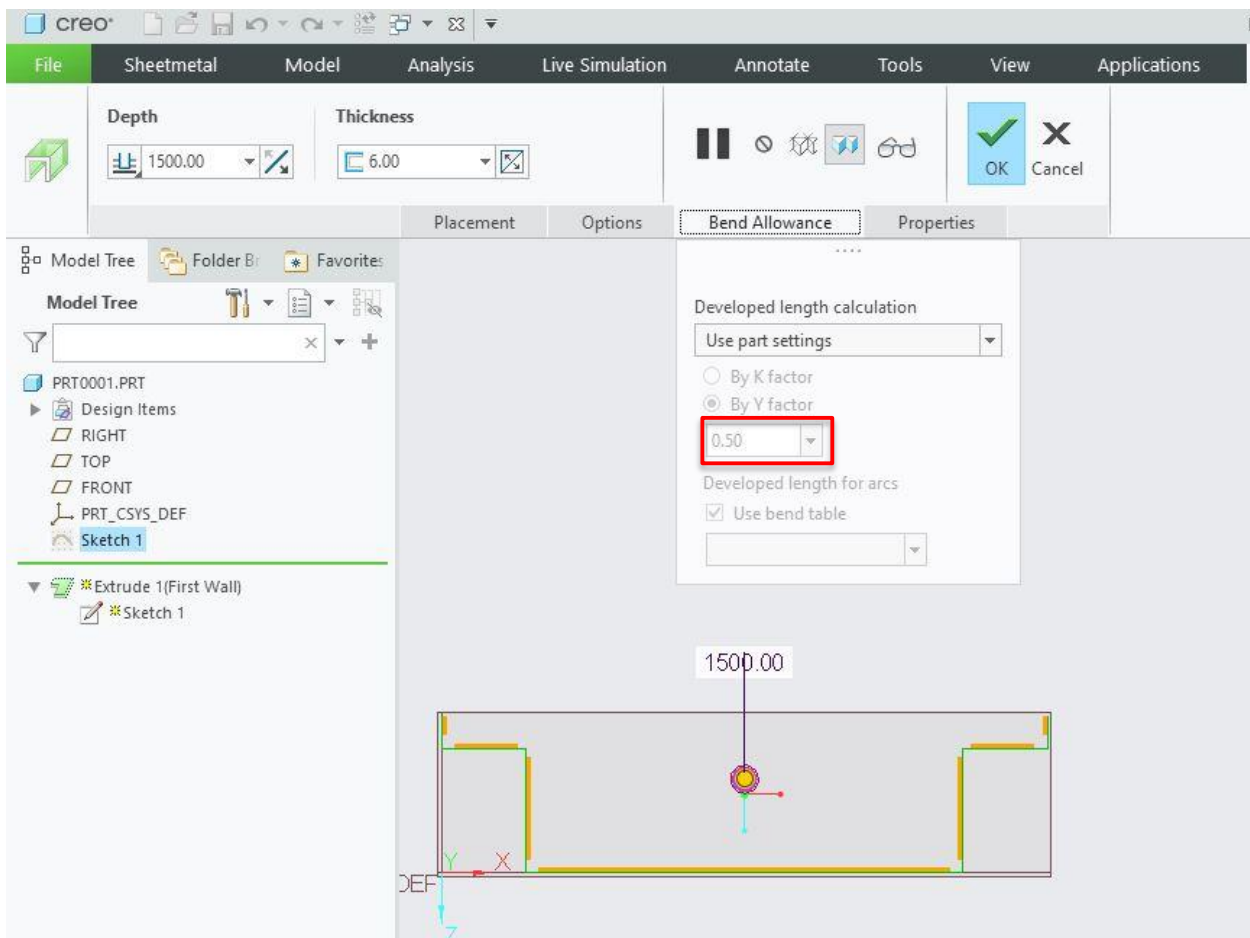 creo°
File Sheetmetal Model Analysis Live Simulation Annotate Tools View Applications
Depth Thickness
1500.00 6.00
OK Cancel
Placement Options Bend Allowance Properties
Model Tree Folder Br Favorites
Model Tree
Developed length calculation
Use part settings
By K factor
By Y factor
0.50
Developed length for arcs
Use bend table
PRT0001.PRT
Design Items
RIGHT
TOP
FRONT
PRT_CSYS_DEF
Sketch 1
Extrude 1(First Wall)
Sketch 1
1500.00
Y X
DEF
Z